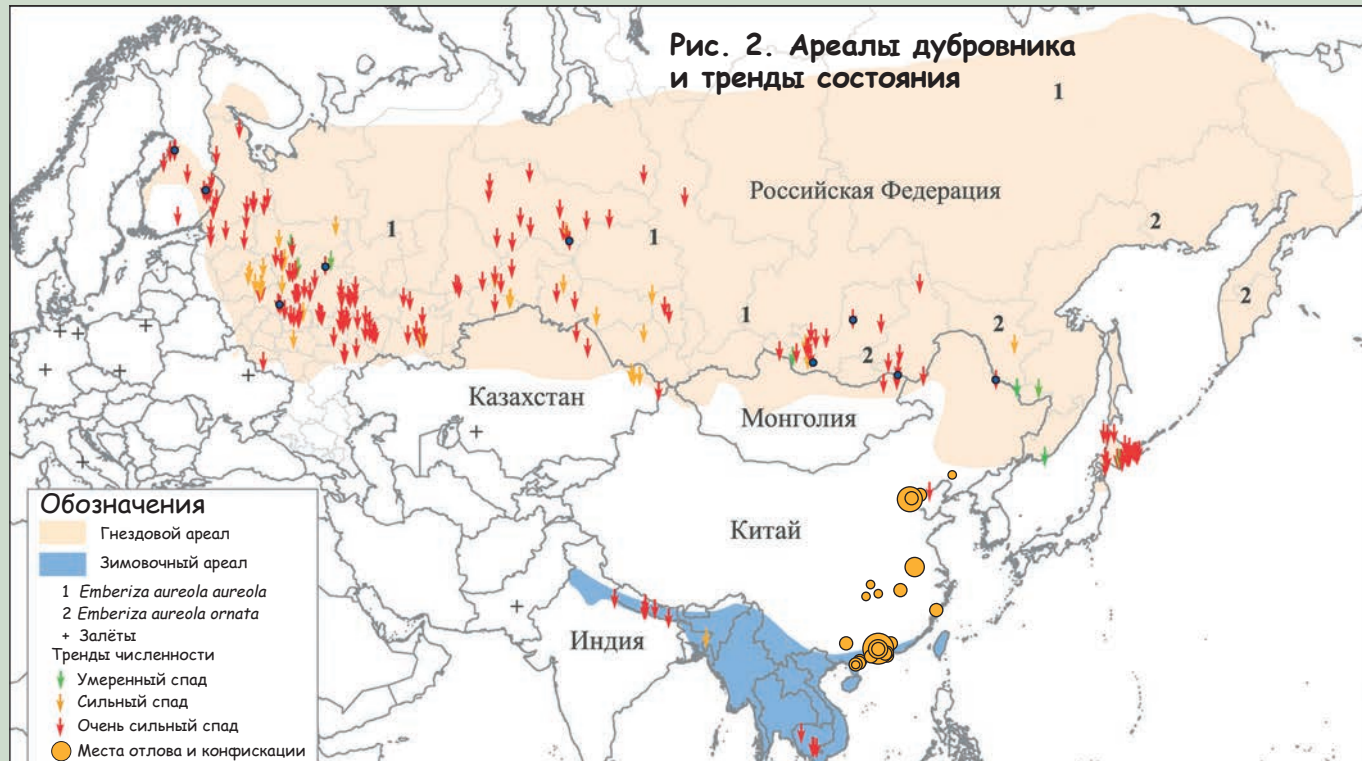 Рис. 2. Ареалы дубровника
и тренды состояния
1
Российская Федерация
2
1
1
2
1
2
2
Казахстан
Монголия
Китай
Индия
Обозначения
Гнездовой ареал
Зимовочный ареал
1 Emberiza aureola aureola
2 Emberiza aureola ornata
+ Залёты
Тренды численности
Умеренный спад
Сильный спад
Очень сильный спад
Места отлова и конфискации